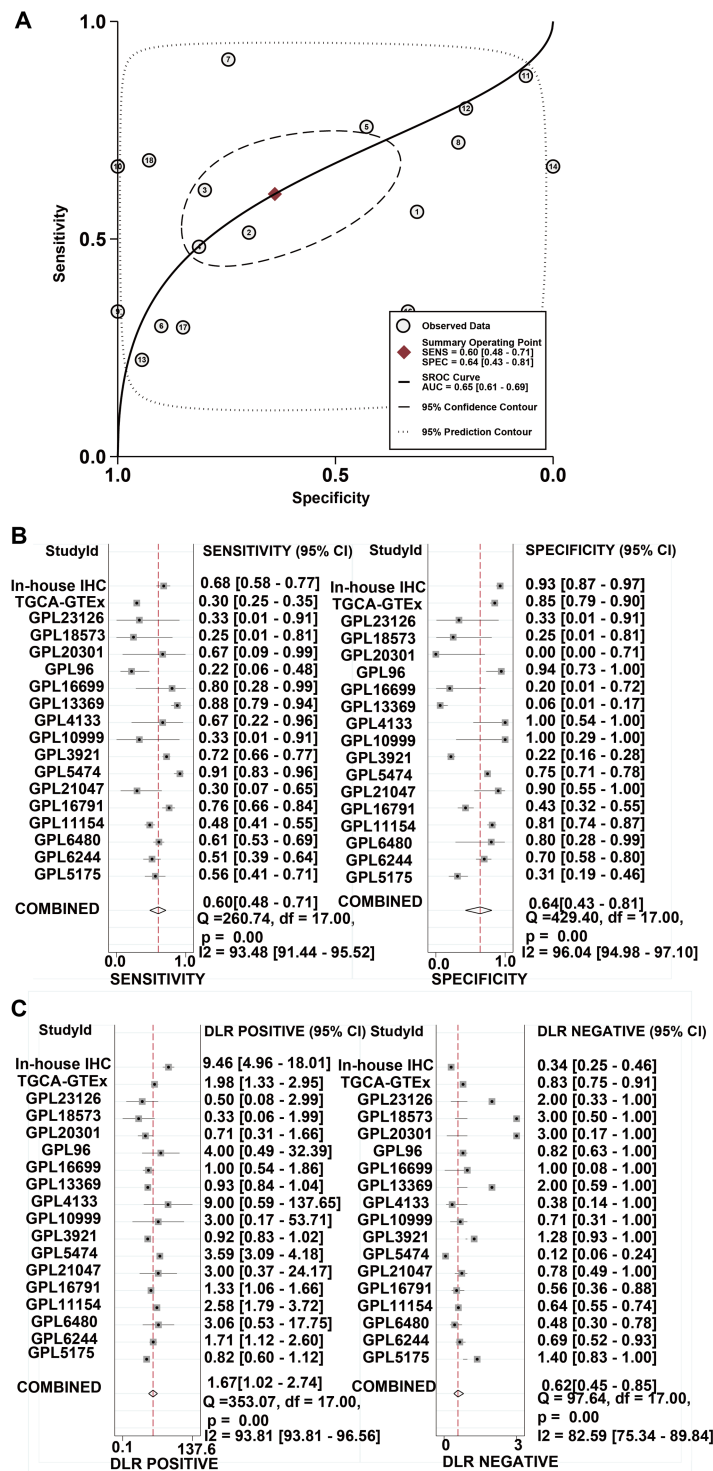 A
1.0
0.5
0.0
Sensitivity
1.0
0.5
0.0
Specificity
7
11
12
5
8
10
18
14
3
1
2
4
9
6
17
13
Observed Data
Summary Operating Point
SENS = 0.60 [0.48 - 0.71]
SPEC = 0.64 [0.43 - 0.81]
SROC Curve
AUC = 0.65 [0.61 - 0.69]
95% Confidence Contour
95% Prediction Contour
B
StudyId SENSITIVITY (95% CI)
In-house IHC 0.68 [0.58 - 0.77]
TGCA-GTEx 0.30 [0.25 - 0.35]
GPL23126 0.33 [0.01 - 0.91]
GPL18573 0.25 [0.01 - 0.81]
GPL20301 0.67 [0.09 - 0.99]
GPL96 0.22 [0.06 - 0.48]
GPL16699 0.80 [0.28 - 0.99]
GPL13369 0.88 [0.79 - 0.94]
GPL4133 0.67 [0.22 - 0.96]
GPL10999 0.33 [0.01 - 0.91]
GPL3921 0.72 [0.66 - 0.77]
GPL5474 0.91 [0.83 - 0.96]
GPL21047 0.30 [0.07 - 0.65]
GPL16791 0.76 [0.66 - 0.84]
GPL11154 0.48 [0.41 - 0.55]
GPL6480 0.61 [0.53 - 0.69]
GPL6244 0.51 [0.39 - 0.64]
GPL5175 0.56 [0.41 - 0.71]
COMBINED 0.60[0.48 - 0.71]
Q =260.74, df = 17.00,
p = 0.00
I2 = 93.48 [91.44 - 95.52]
0.0 1.0
SENSITIVITY
StudyId SPECIFICITY (95% CI)
In-house IHC 0.93 [0.87 - 0.97]
TGCA-GTEx 0.85 [0.79 - 0.90]
GPL23126 0.33 [0.01 - 0.91]
GPL18573 0.25 [0.01 - 0.81]
GPL20301 0.00 [0.00 - 0.71]
GPL96 0.94 [0.73 - 1.00]
GPL16699 0.20 [0.01 - 0.72]
GPL13369 0.06 [0.01 - 0.17]
GPL4133 1.00 [0.54 - 1.00]
GPL10999 1.00 [0.29 - 1.00]
GPL3921 0.22 [0.16 - 0.28]
GPL5474 0.75 [0.71 - 0.78]
GPL21047 0.90 [0.55 - 1.00]
GPL16791 0.43 [0.32 - 0.55]
GPL11154 0.81 [0.74 - 0.87]
GPL6480 0.80 [0.28 - 0.99]
GPL6244 0.70 [0.58 - 0.80]
GPL5175 0.31 [0.19 - 0.46]
COMBINED 0.64[0.43 - 0.81]
Q =429.40, df = 17.00,
p = 0.00
I2 = 96.04 [94.98 - 97.10]
0.0 1.0
SPECIFICITY
C
StudyId DLR POSITIVE (95% CI)
In-house IHC 9.46 [4.96 - 18.01]
TGCA-GTEx 1.98 [1.33 - 2.95]
GPL23126 0.50 [0.08 - 2.99]
GPL18573 0.33 [0.06 - 1.99]
GPL20301 0.71 [0.31 - 1.66]
GPL96 4.00 [0.49 - 32.39]
GPL16699 1.00 [0.54 - 1.86]
GPL13369 0.93 [0.84 - 1.04]
GPL4133 9.00 [0.59 - 137.65]
GPL10999 3.00 [0.17 - 53.71]
GPL3921 0.92 [0.83 - 1.02]
GPL5474 3.59 [3.09 - 4.18]
GPL21047 3.00 [0.37 - 24.17]
GPL16791 1.33 [1.06 - 1.66]
GPL11154 2.58 [1.79 - 3.72]
GPL6480 3.06 [0.53 - 17.75]
GPL6244 1.71 [1.12 - 2.60]
GPL5175 0.82 [0.60 - 1.12]
COMBINED 1.67[1.02 - 2.74]
Q =353.07, df = 17.00,
p = 0.00
I2 = 93.81 [93.81 - 96.56]
0.1 137.6
DLR POSITIVE
StudyId DLR NEGATIVE (95% CI)
In-house IHC 0.34 [0.25 - 0.46]
TGCA-GTEx 0.83 [0.75 - 0.91]
GPL23126 2.00 [0.33 - 1.00]
GPL18573 3.00 [0.50 - 1.00]
GPL20301 3.00 [0.17 - 1.00]
GPL96 0.82 [0.63 - 1.00]
GPL16699 1.00 [0.08 - 1.00]
GPL13369 2.00 [0.59 - 1.00]
GPL4133 0.38 [0.14 - 1.00]
GPL10999 0.71 [0.31 - 1.00]
GPL3921 1.28 [0.93 - 1.00]
GPL5474 0.12 [0.06 - 0.24]
GPL21047 0.78 [0.49 - 1.00]
GPL16791 0.56 [0.36 - 0.88]
GPL11154 0.64 [0.55 - 0.74]
GPL6480 0.48 [0.30 - 0.78]
GPL6244 0.69 [0.52 - 0.93]
GPL5175 1.40 [0.83 - 1.00]
COMBINED 0.62[0.45 - 0.85]
Q = 97.64, df = 17.00,
p = 0.00
I2 = 82.59 [75.34 - 89.84]
0 3
DLR NEGATIVE